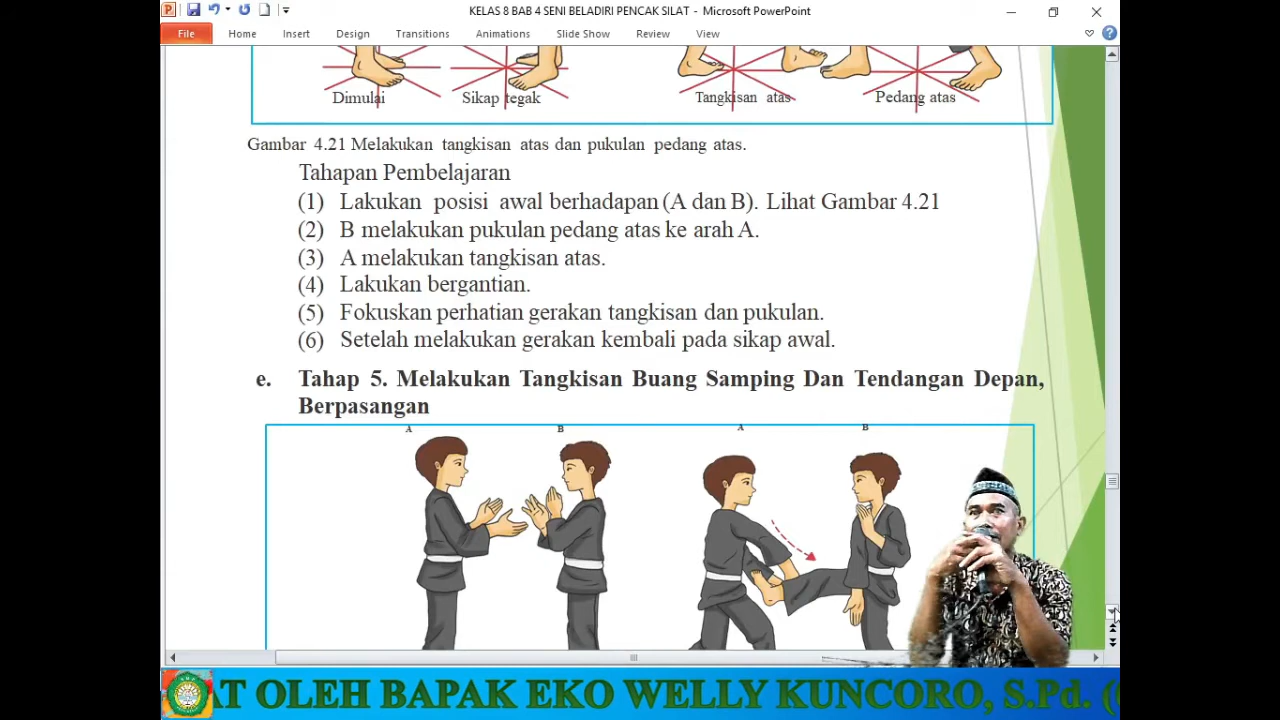 KELAS 8 BAB 4 SENI BELADIRI PENCAK SILAT - Microsoft PowerPoint
File Home Insert Design Transitions Animations Slide Show Review View
Dimulai Sikap tegak Tangkisan atas Pedang atas
Gambar 4.21 Melakukan tangkisan atas dan pukulan pedang atas.
Tahapan Pembelajaran
(1) Lakukan posisi awal berhadapan (A dan B). Lihat Gambar 4.21
(2) B melakukan pukulan pedang atas ke arah A.
(3) A melakukan tangkisan atas.
(4) Lakukan bergantian.
(5) Fokuskan perhatian gerakan tangkisan dan pukulan.
(6) Setelah melakukan gerakan kembali pada sikap awal.
e. Tahap 5. Melakukan Tangkisan Buang Samping Dan Tendangan Depan,
Berpasangan
A B A B
T OLEH BAPAK EKO WELLY KUNCORO, S.Pd. (